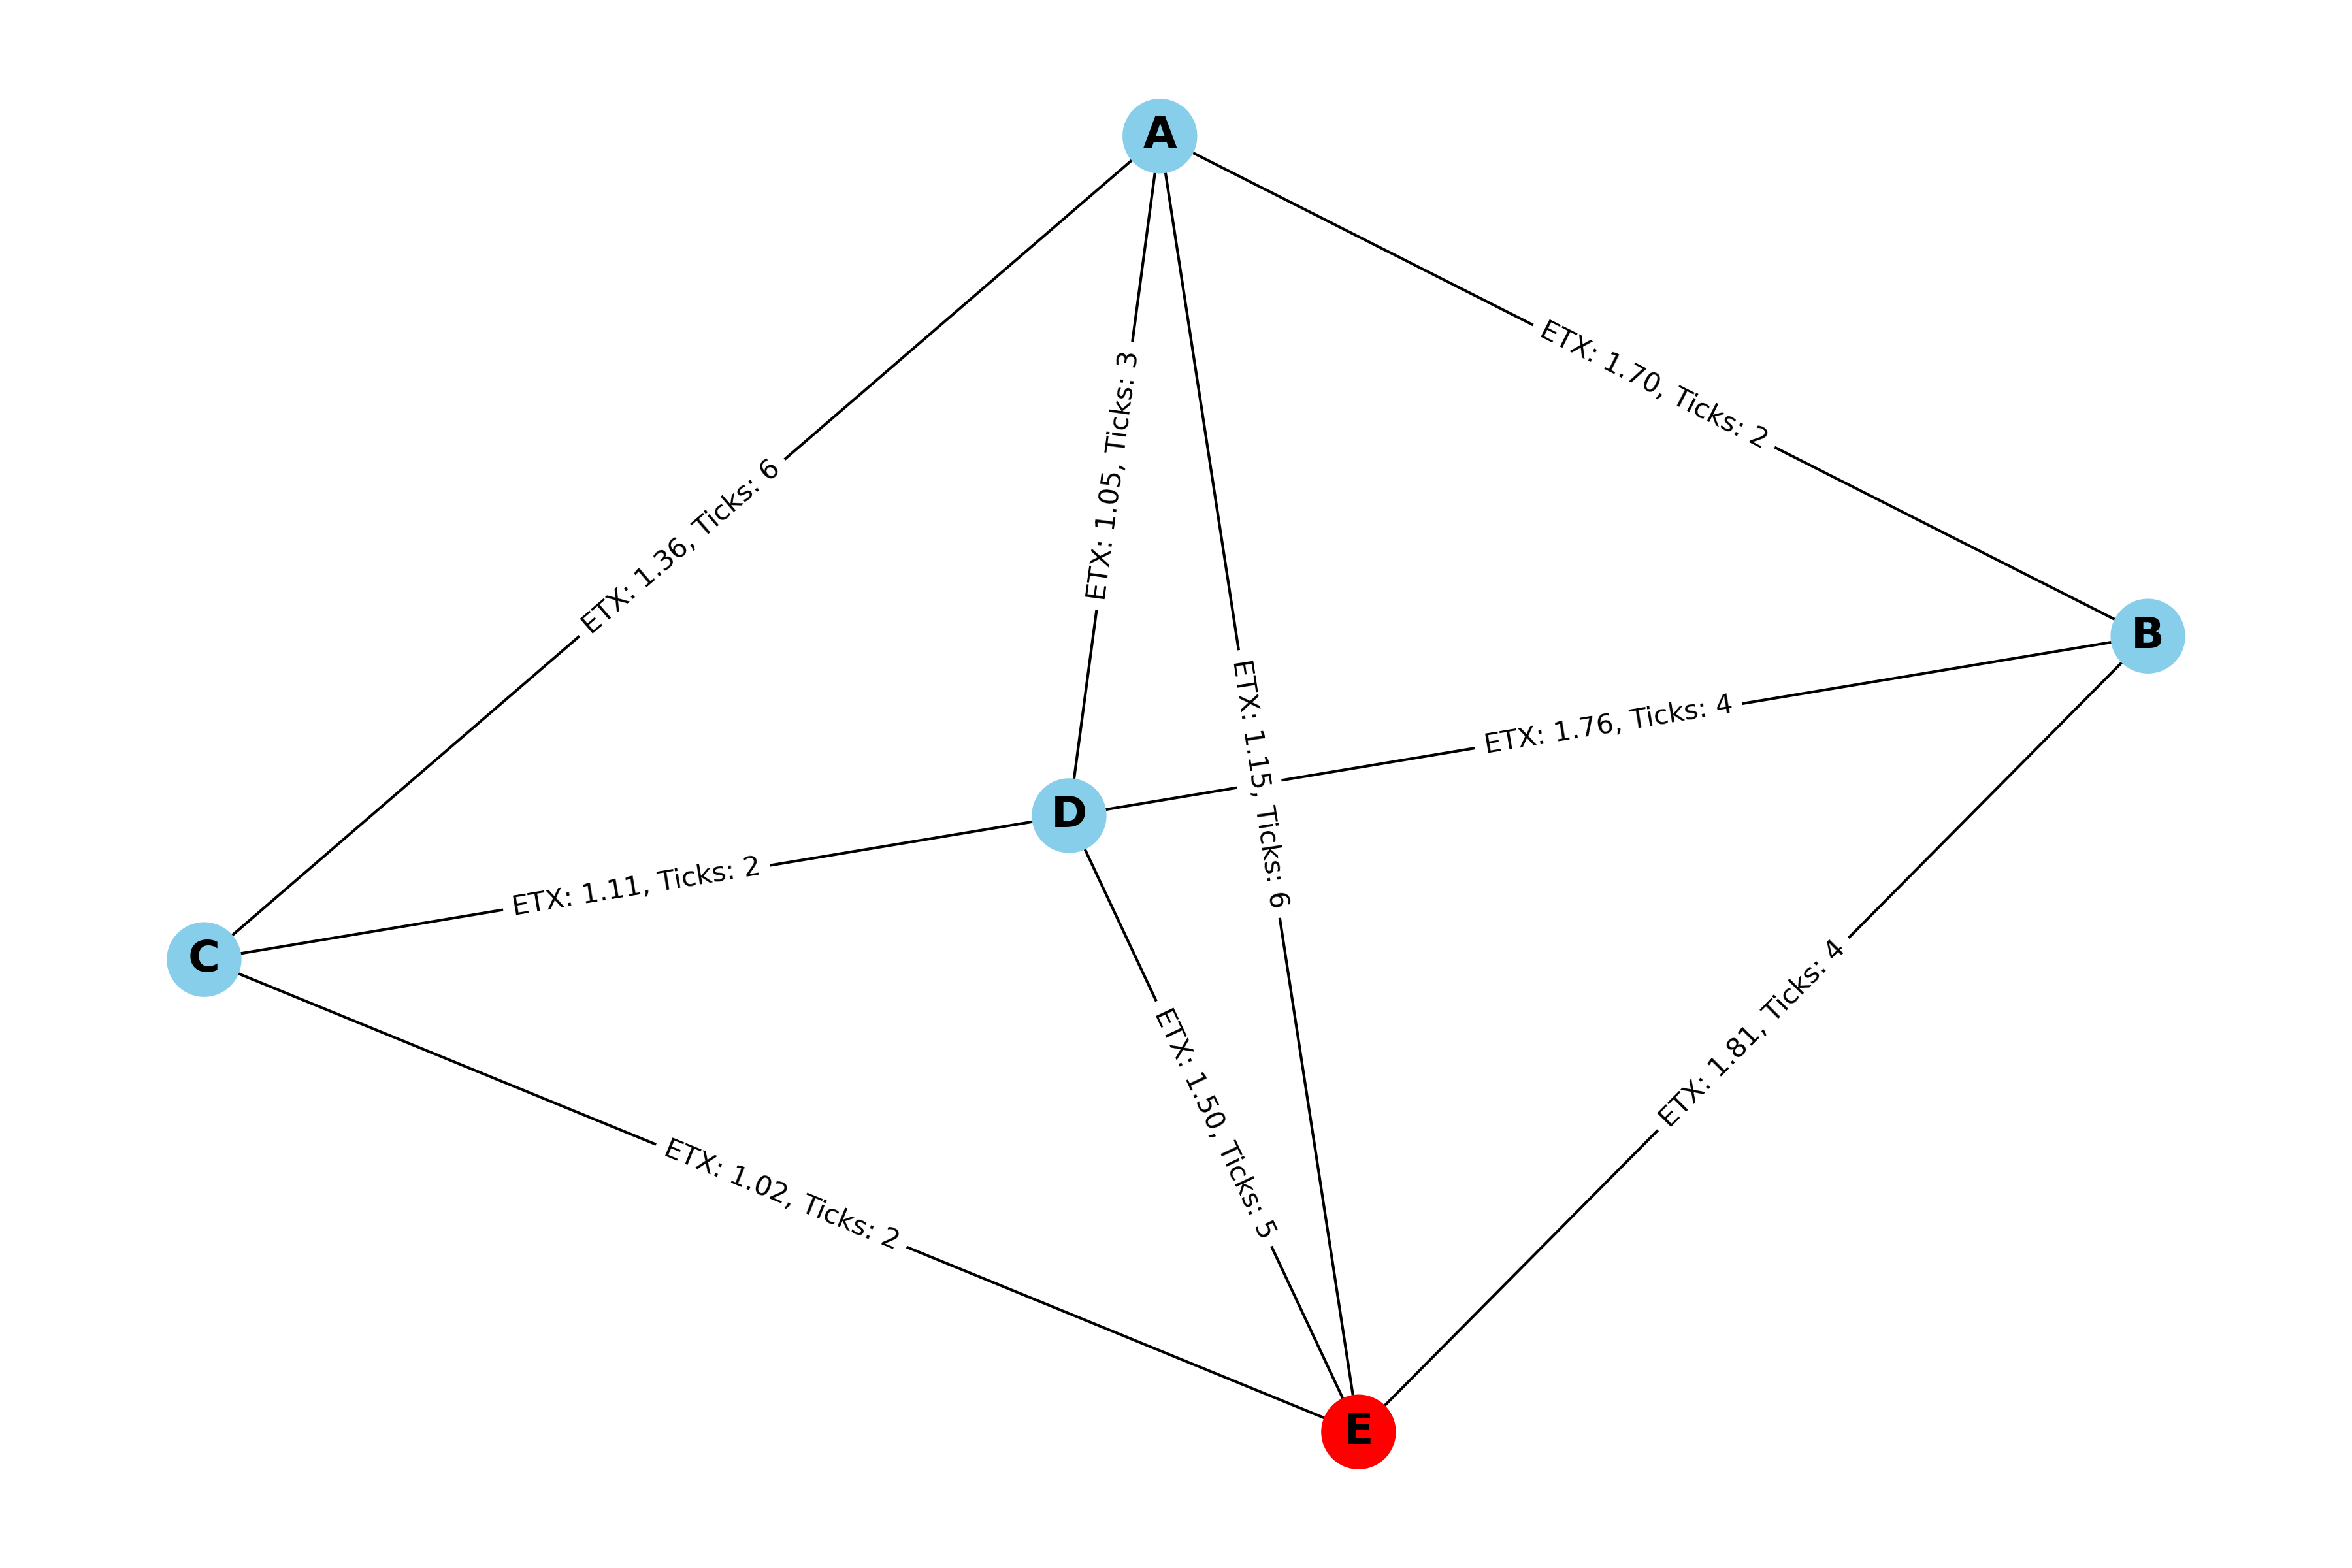 A
ETX: 1.70, Ticks: 2
ETX: 1.05, Ticks: 3
ETX: 1.36, Ticks: 6
B
ETX: 1.15, Ticks: 6
ETX: 1.76, Ticks: 4
D
ETX: 1.11, Ticks: 2
C
ETX: 1.81, Ticks: 4
ETX: 1.50, Ticks: 5
ETX: 1.02, Ticks: 2
E